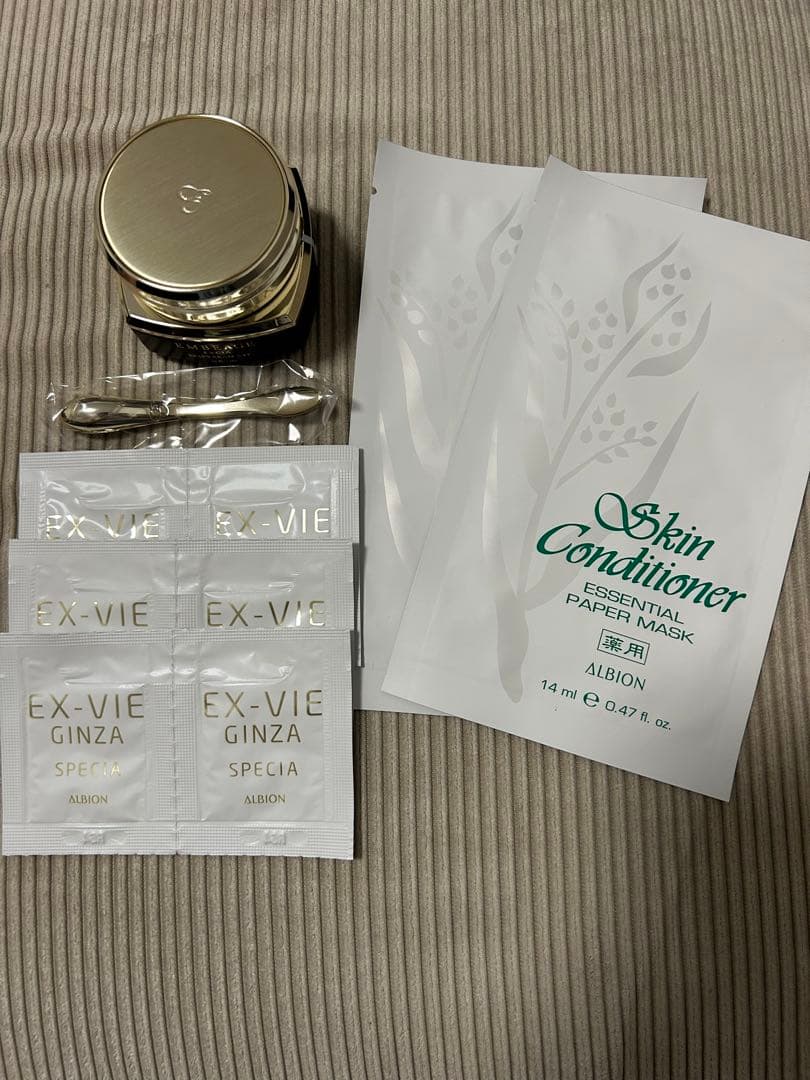 EMBEAGE
EX-VIE
EX-VIE
EX-VIE
EX-VIE
EX-VIE
GINZA
SPECIA
ALBION
EX-VIE
GINZA
SPECIA
ALBION
Skin
Conditioner
ESSENTIAL
PAPER MASK
薬用
ALBION
14 ml ℮ 0.47 fl. oz.